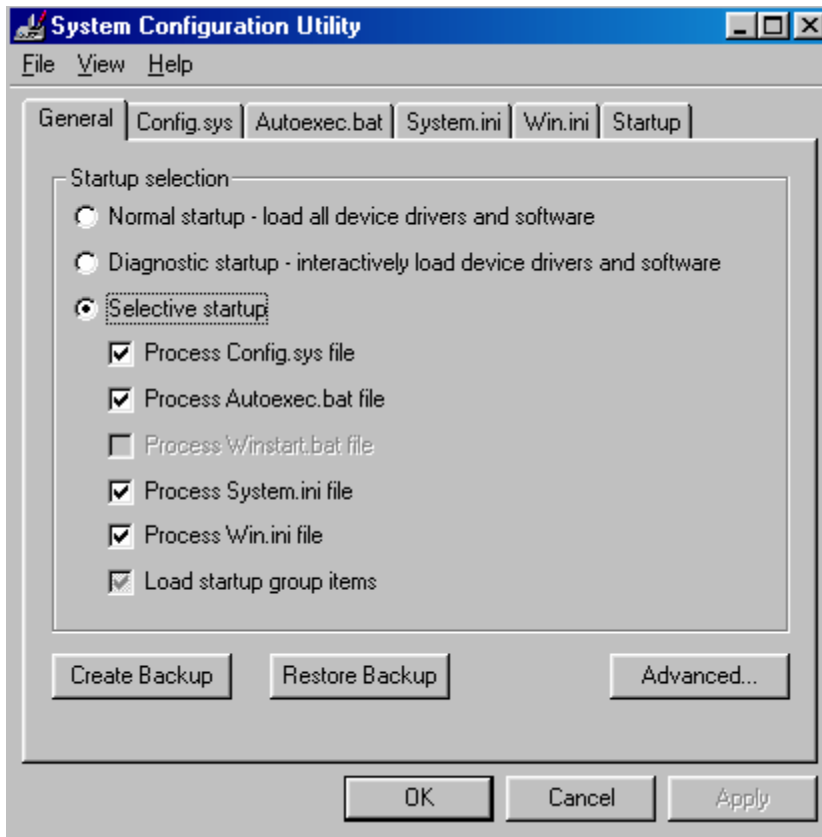 System Configuration Utility
File View Help
General Config.sys Autoexec.bat System.ini Win.ini Startup
Startup selection
Normal startup - load all device drivers and software
Diagnostic startup - interactively load device drivers and software
Selective startup
Process Config.sys file
Process Autoexec.bat file
Process Winstart.bat file
Process System.ini file
Process Win.ini file
Load startup group items
Create Backup Restore Backup Advanced...
OK Cancel Apply